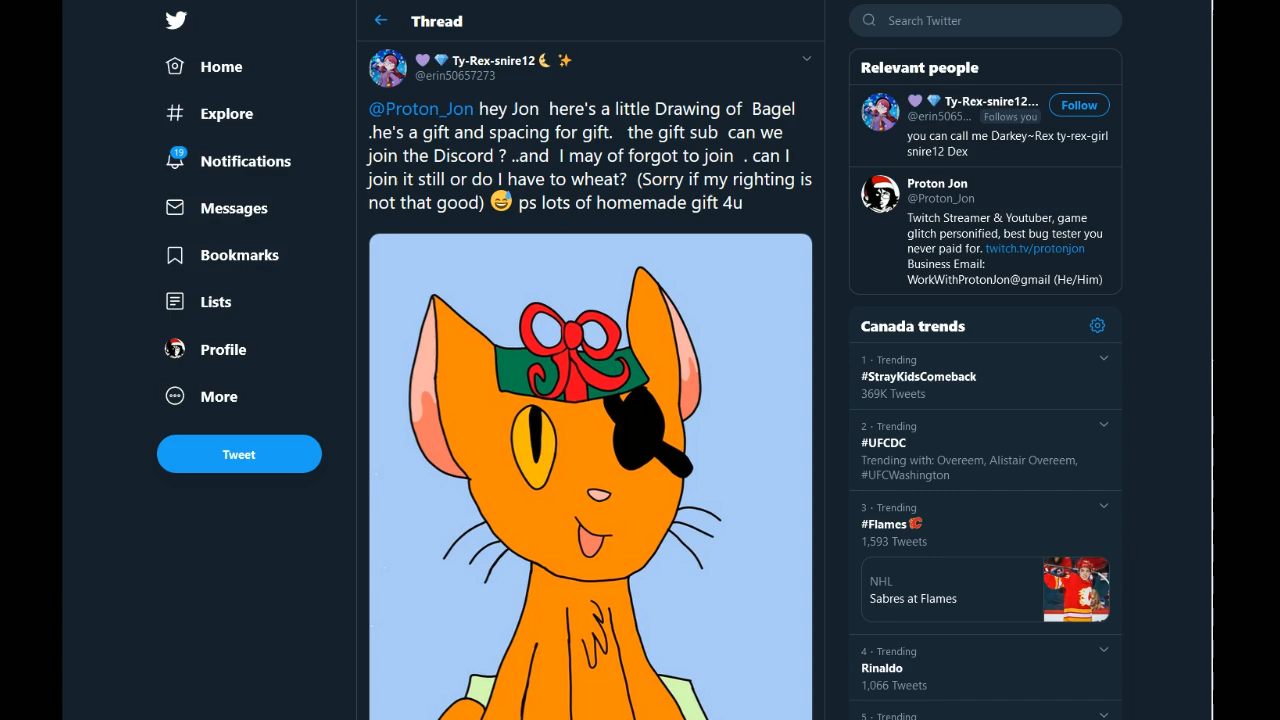 Home
Explore
19
Notifications
Messages
Bookmarks
Lists
Profile
More
Tweet
Thread
Ty-Rex-snire12
@erin50657273
@Proton_Jon hey Jon here's a little Drawing of Bagel
.he's a gift and spacing for gift. the gift sub can we
join the Discord ? ..and I may of forgot to join . can I
join it still or do I have to wheat? (Sorry if my righting is
not that good) 😅 ps lots of homemade gift 4u
Search Twitter
Relevant people
Ty-Rex-snire12...
Follow
@erin5065... Follows you
you can call me Darkey~Rex ty-rex-girl
snire12 Dex
Proton Jon
@Proton_Jon
Twitch Streamer & Youtuber, game
glitch personified, best bug tester you
never paid for. twitch.tv/protonjon
Business Email:
WorkWithProtonJon@gmail (He/Him)
Canada trends
1 · Trending
#StrayKidsComeback
369K Tweets
2 · Trending
#UFCDC
Trending with: Overeem, Alistair Overeem,
#UFCWashington
3 · Trending
#Flames
1,593 Tweets
NHL
Sabres at Flames
4 · Trending
Rinaldo
1,066 Tweets
5 · Trending